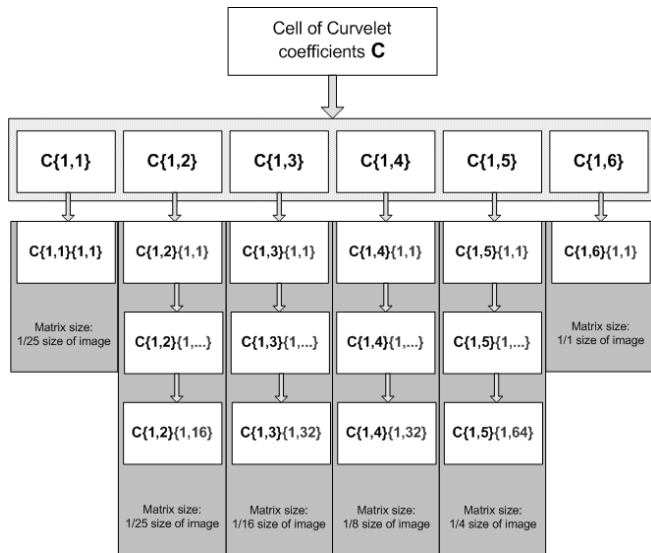 Cell of Curvelet
coefficients C
C{1,1} C{1,2} C{1,3} C{1,4} C{1,5} C{1,6}
C{1,1}{1,1} C{1,2}{1,1} C{1,3}{1,1} C{1,4}{1,1} C{1,5}{1,1} C{1,6}{1,1}
Matrix size:
1/25 size of image
C{1,2}{1,...} C{1,3}{1,...} C{1,4}{1,...} C{1,5}{1,...}
Matrix size:
1/1 size of image
C{1,2}{1,16} C{1,3}{1,32} C{1,4}{1,32} C{1,5}{1,64}
Matrix size:
1/25 size of image
Matrix size:
1/16 size of image
Matrix size:
1/8 size of image
Matrix size:
1/4 size of image